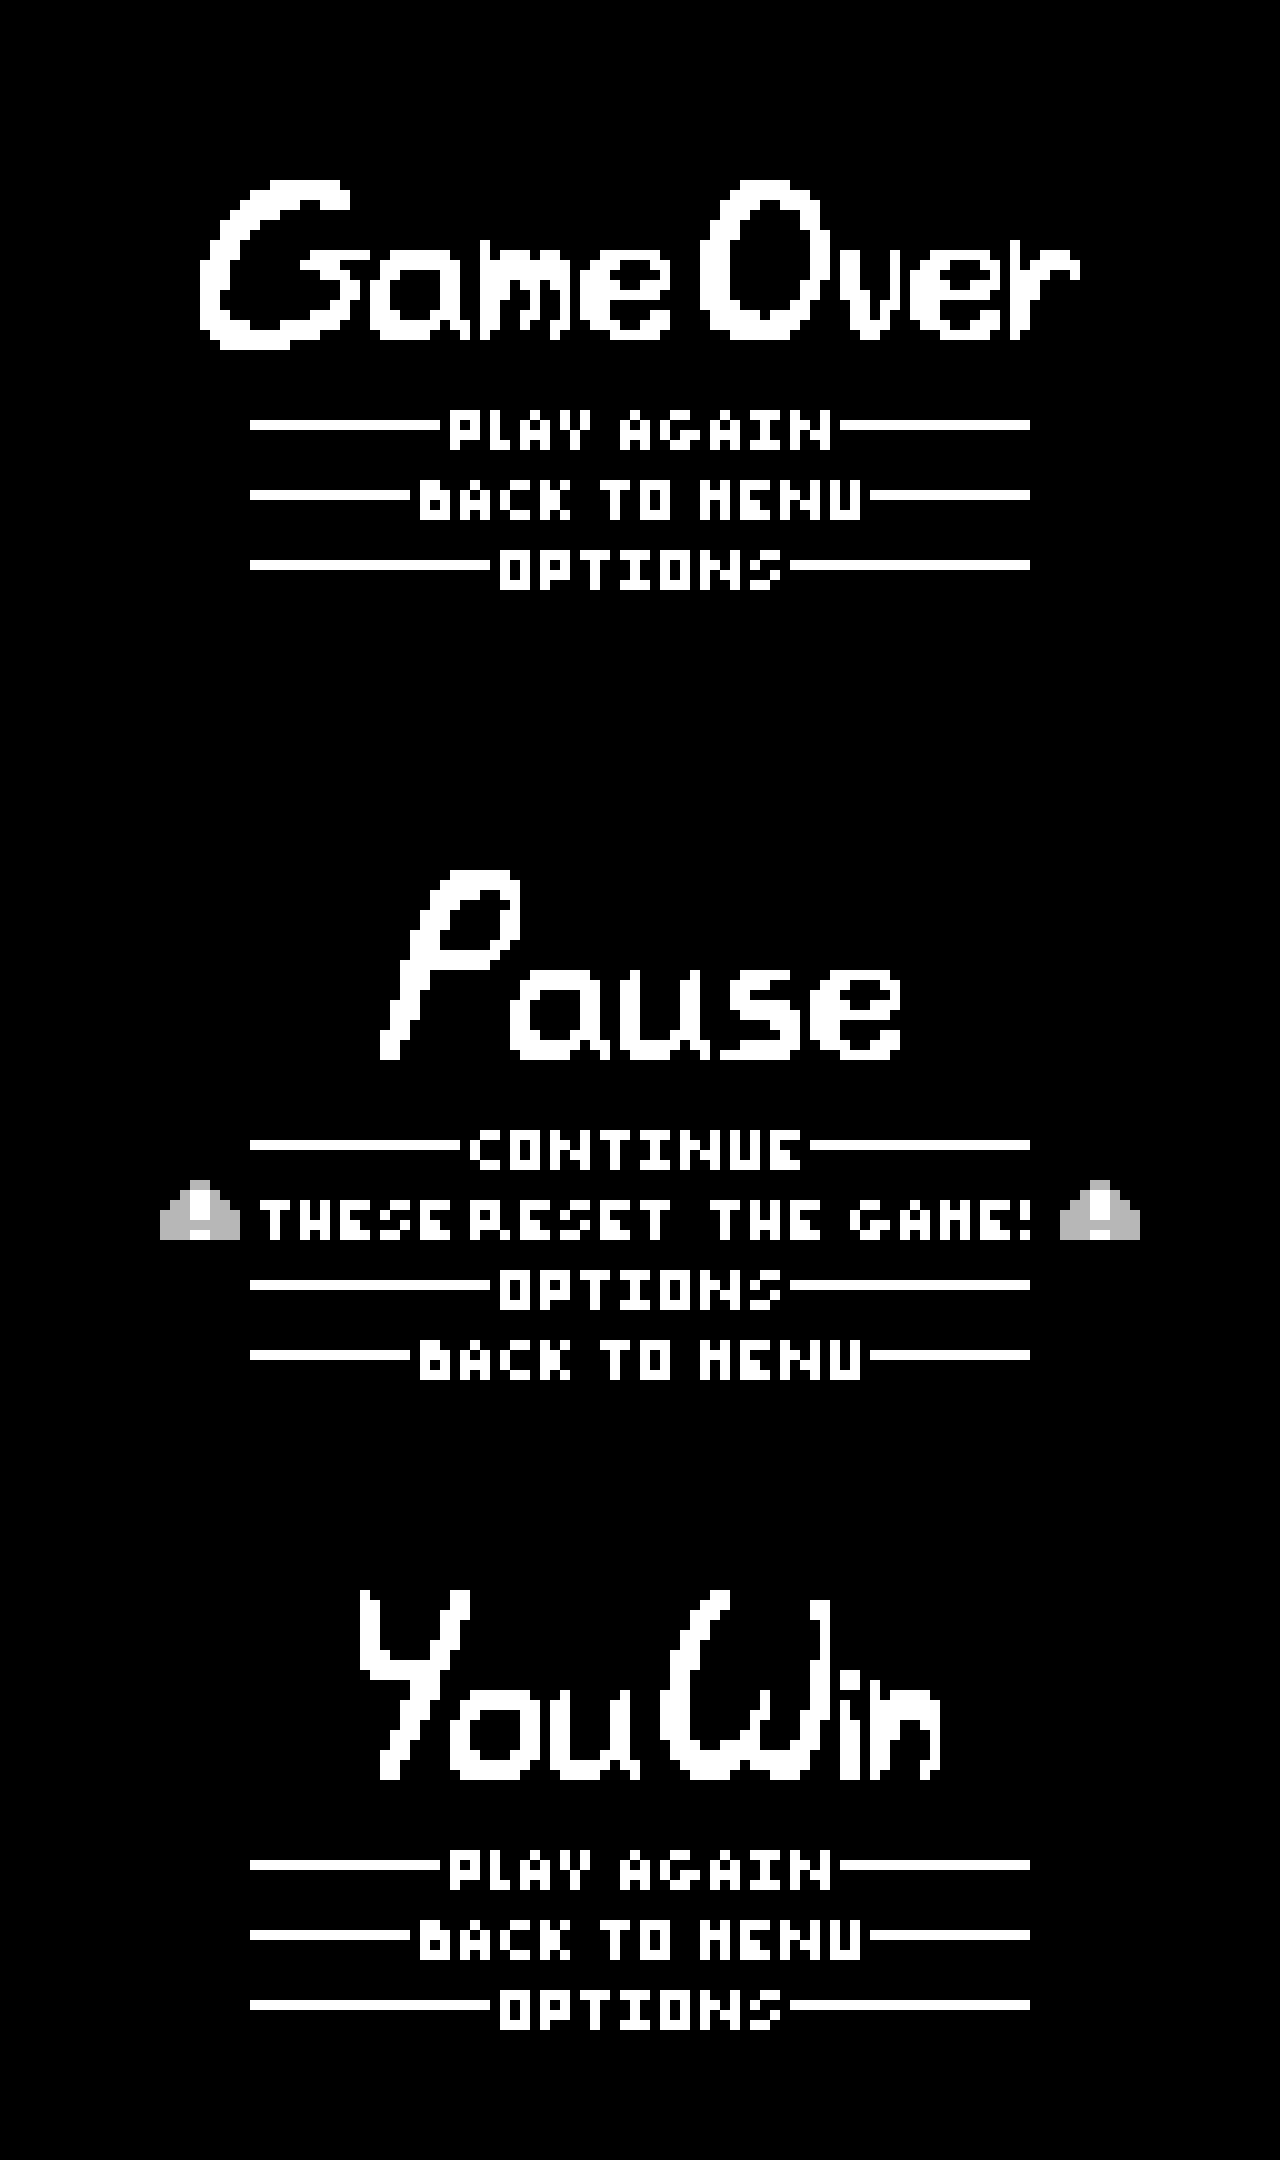 Game Over
PLAY AGAIN
BACK TO MENU
OPTIONS
Pause
CONTINUE
! THESE RESET THE GAME! !
OPTIONS
BACK TO MENU
You Win
PLAY AGAIN
BACK TO MENU
OPTIONS